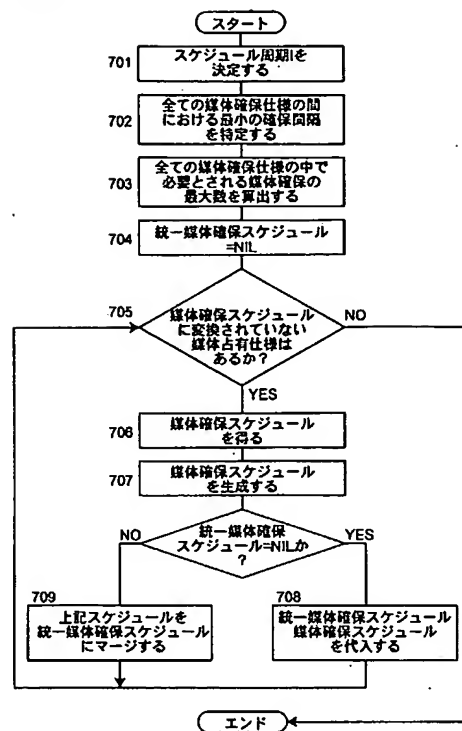 スタート
701
スケジュール周期Iを
決定する
702
全ての媒体確保仕様の間
における最小の確保間隔
を特定する
703
全ての媒体確保仕様の中で
必要とされる媒体確保の
最大数を算出する
704
統一媒体確保スケジュール
=NIL
705
媒体確保スケジュール
に変換されていない
媒体占有仕様は
あるか?
NO
YES
706
媒体確保スケジュール
を得る
707
媒体確保スケジュール
を生成する
NO
統一媒体確保
スケジュール=NILか
?
YES
709
上記スケジュールを
統一媒体確保スケジュール
にマージする
708
統一媒体確保スケジュール
媒体確保スケジュール
を代入する
エンド